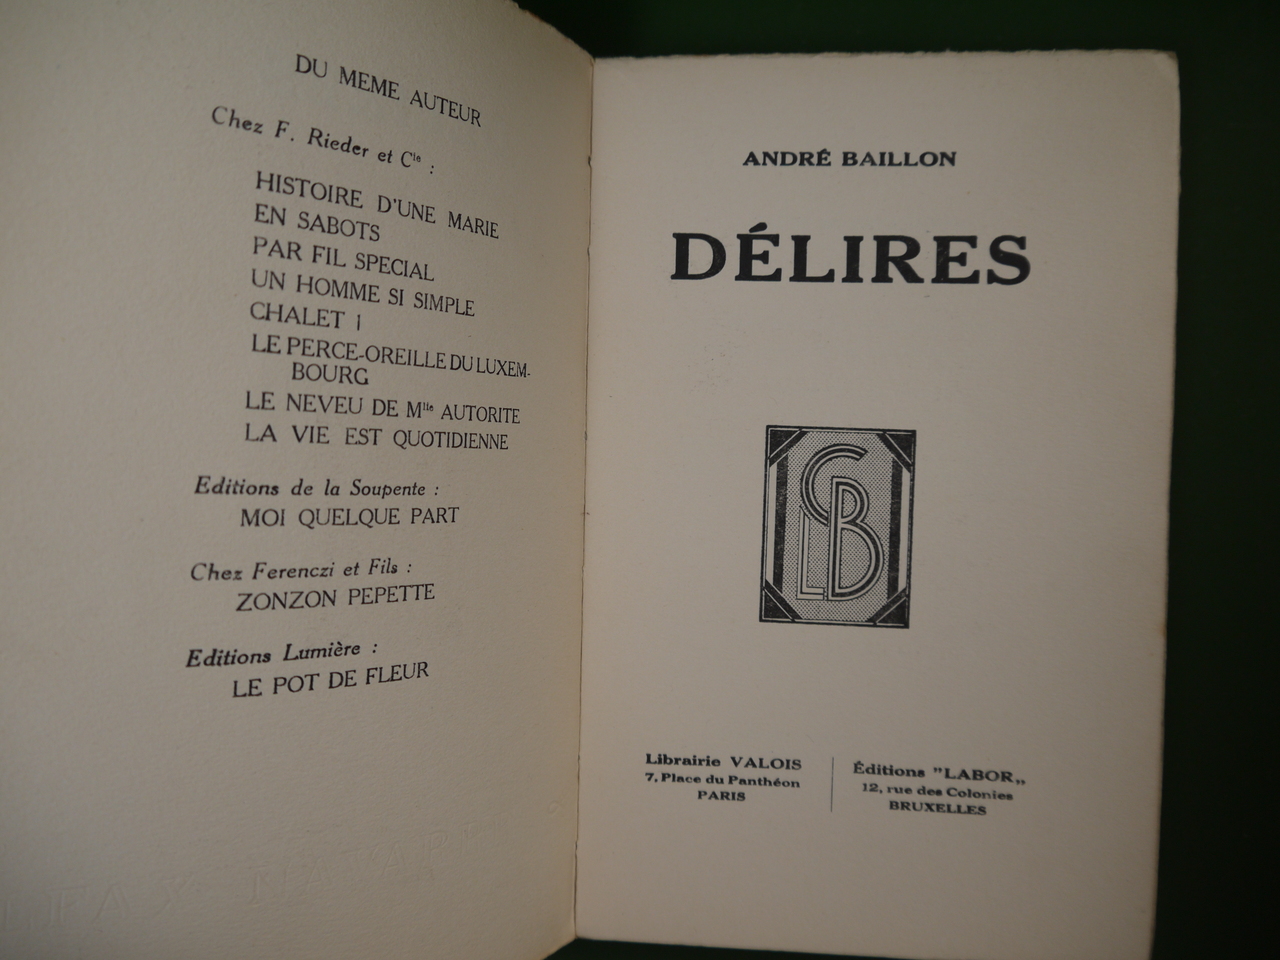 DU MEME AUTEUR
Chez F. Rieder et Cie :
HISTOIRE D'UNE MARIE
EN SABOTS
PAR FIL SPECIAL
UN HOMME SI SIMPLE
CHALET 1
LE PERCE-OREILLE DU LUXEM-
BOURG
LE NEVEU DE Mlle AUTORITE
LA VIE EST QUOTIDIENNE
Editions de la Soupente :
MOI QUELQUE PART
Chez Ferenczi et Fils :
ZONZON PEPETTE
Editions Lumière :
LE POT DE FLEUR
ANDRÉ BAILLON
DÉLIRES
Librairie VALOIS
7, Place du Panthéon
PARIS
Éditions "LABOR„
12, rue des Colonies
BRUXELLES